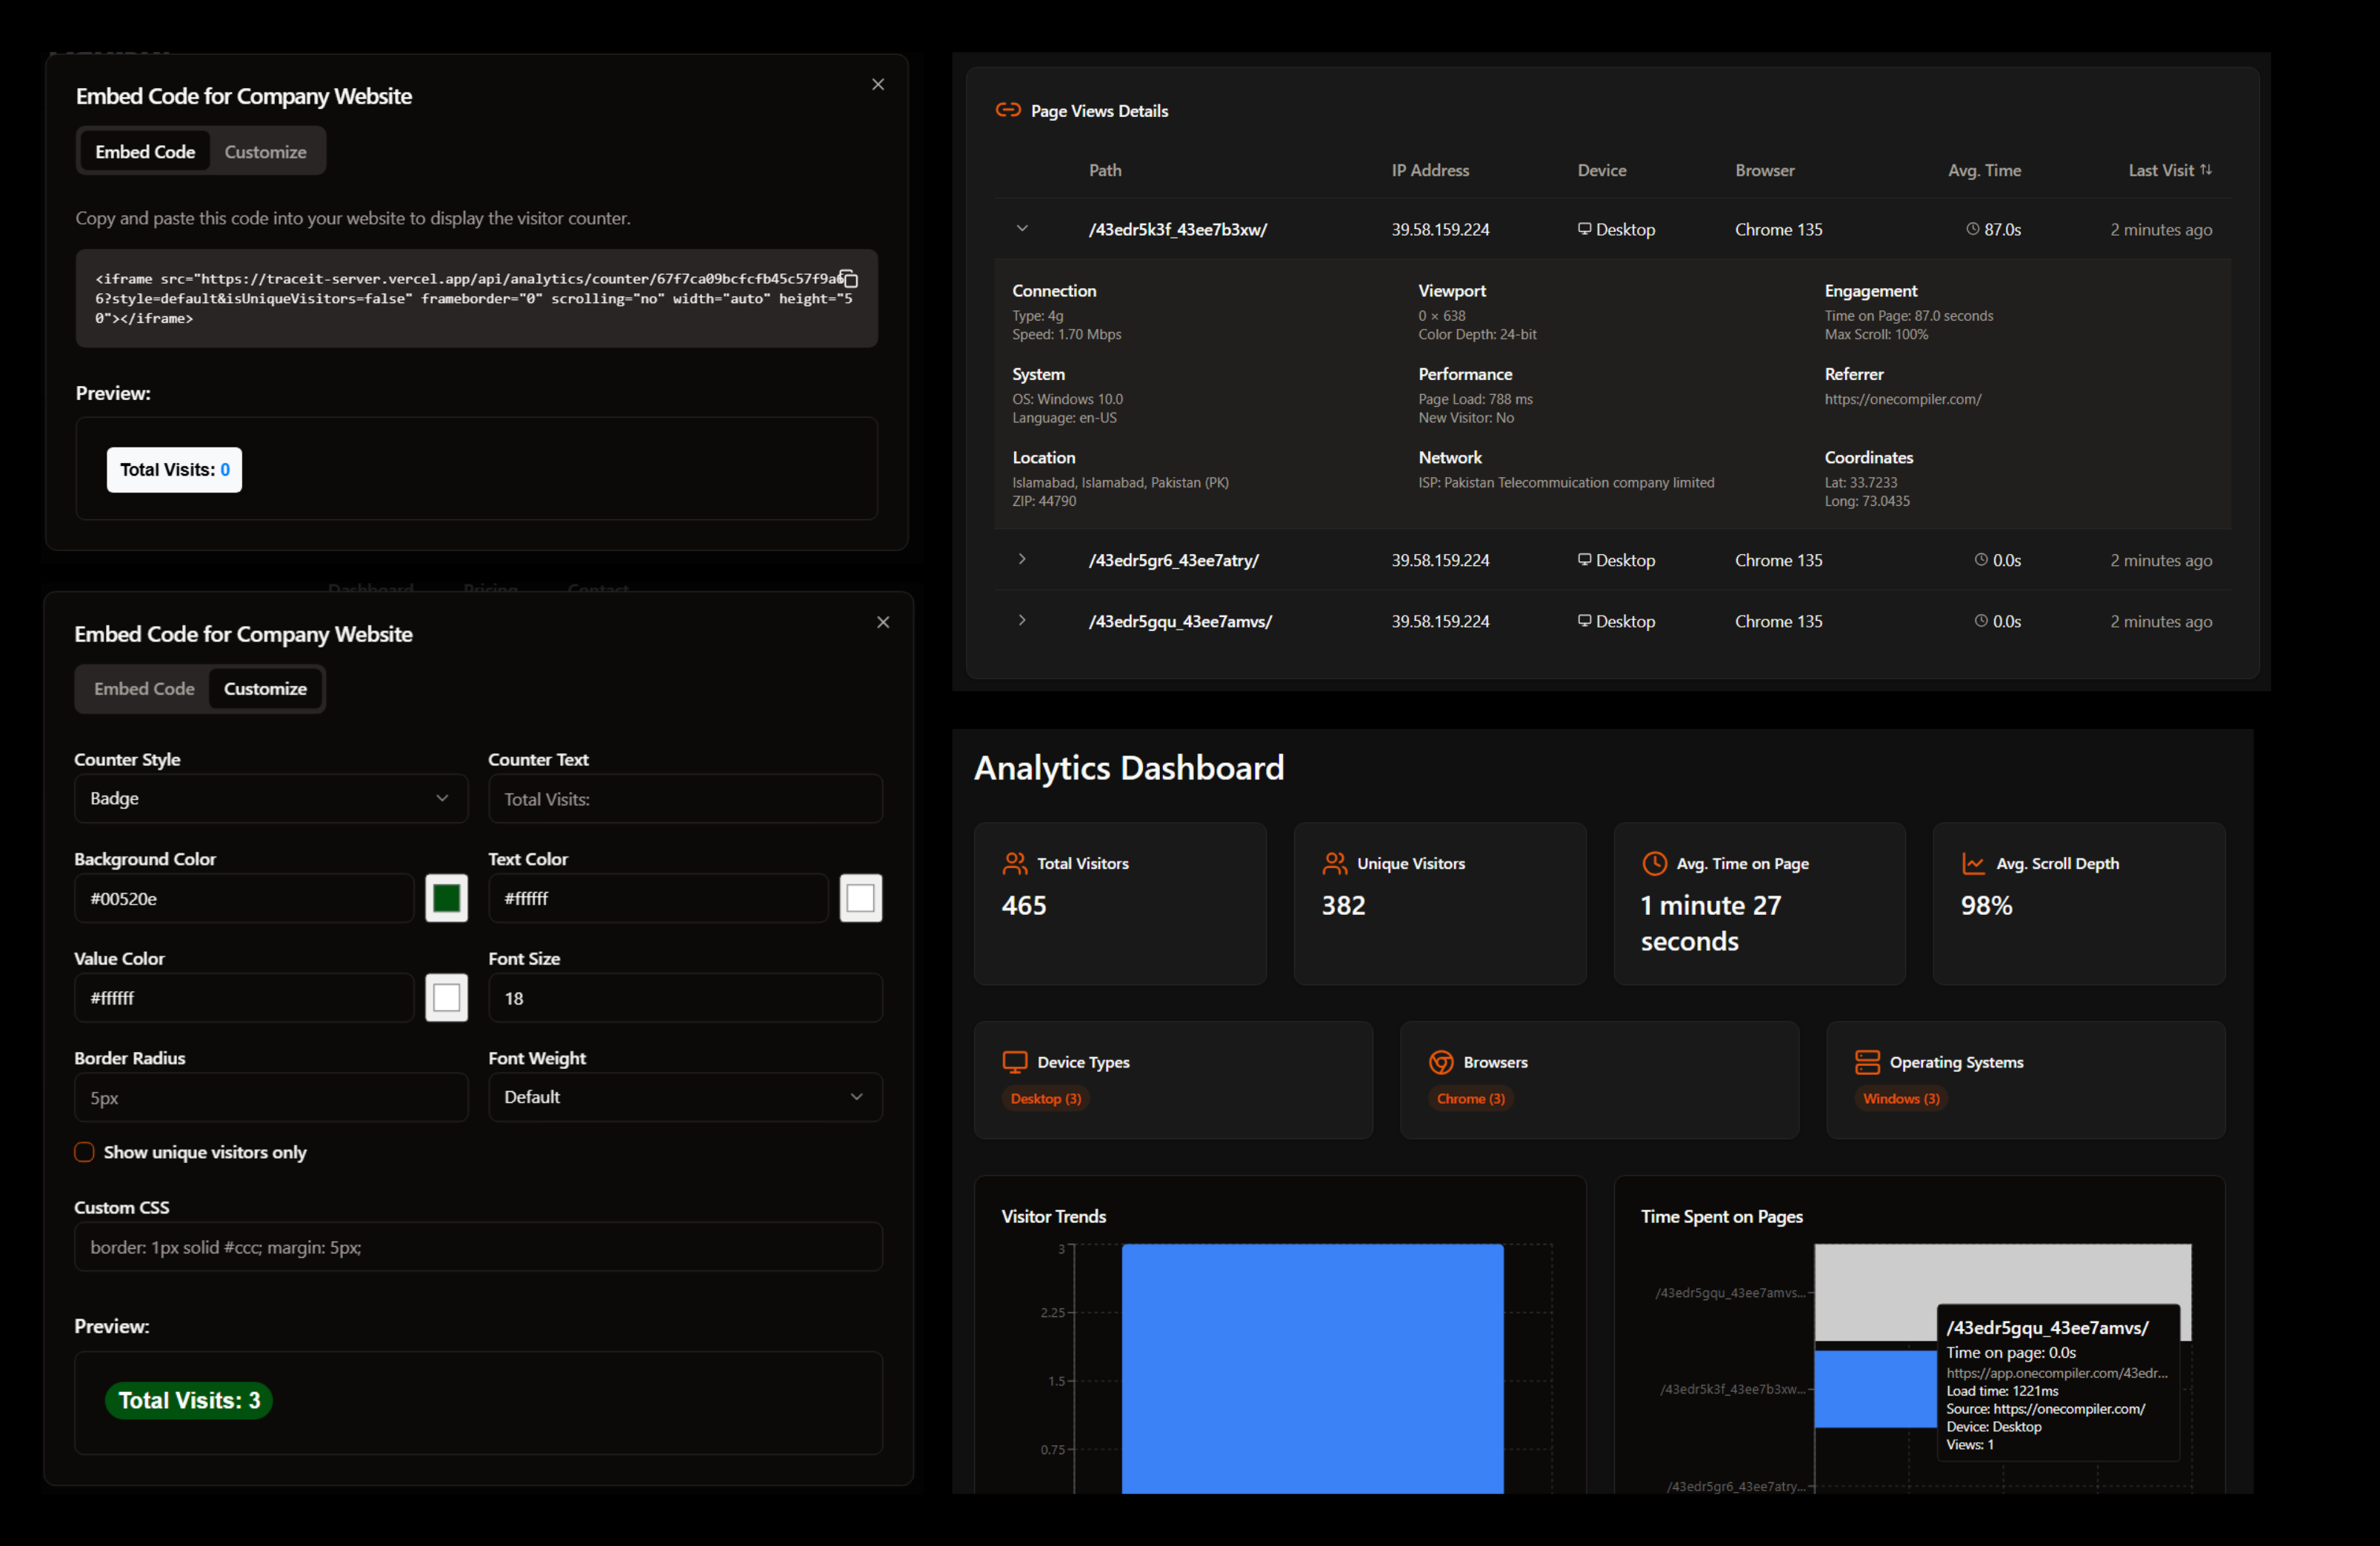 Embed Code for Company Website
Embed Code Customize
Copy and paste this code into your website to display the visitor counter.
<iframe src="https://traceit-server.vercel.app/api/analytics/counter/67f7ca09bcfcfb45c57f9a
6?style=default&isUniqueVisitors=false" frameborder="0" scrolling="no" width="auto" height="5
0"></iframe>
Preview:
Total Visits: 0
Dashboard Pricing Contact
Embed Code for Company Website
Embed Code Customize
Counter Style Counter Text
Badge Total Visits:
Background Color Text Color
#00520e #ffffff
Value Color Font Size
#ffffff 18
Border Radius Font Weight
5px Default
Show unique visitors only
Custom CSS
border: 1px solid #ccc; margin: 5px;
Preview:
Total Visits: 3
Page Views Details
Path IP Address Device Browser Avg. Time Last Visit
/43edr5k3f_43ee7b3xw/ 39.58.159.224 Desktop Chrome 135 87.0s 2 minutes ago
Connection Viewport Engagement
Type: 4g 0 × 638 Time on Page: 87.0 seconds
Speed: 1.70 Mbps Color Depth: 24-bit Max Scroll: 100%
System Performance Referrer
OS: Windows 10.0 Page Load: 788 ms https://onecompiler.com/
Language: en-US New Visitor: No
Location Network Coordinates
Islamabad, Islamabad, Pakistan (PK) ISP: Pakistan Telecommuication company limited Lat: 33.7233
ZIP: 44790 Long: 73.0435
/43edr5gr6_43ee7atry/ 39.58.159.224 Desktop Chrome 135 0.0s 2 minutes ago
/43edr5gqu_43ee7amvs/ 39.58.159.224 Desktop Chrome 135 0.0s 2 minutes ago
Analytics Dashboard
Total Visitors Unique Visitors Avg. Time on Page Avg. Scroll Depth
465 382 1 minute 27 98%
seconds
Device Types Browsers Operating Systems
Desktop (3) Chrome (3) Windows (3)
Visitor Trends
3
2.25
1.5
0.75
Time Spent on Pages
/43edr5gqu_43ee7amvs...
/43edr5k3f_43ee7b3xw...
/43edr5gr6_43ee7atry...
/43edr5gqu_43ee7amvs/
Time on page: 0.0s
https://app.onecompiler.com/43edr...
Load time: 1221ms
Source: https://onecompiler.com/
Device: Desktop
Views: 1